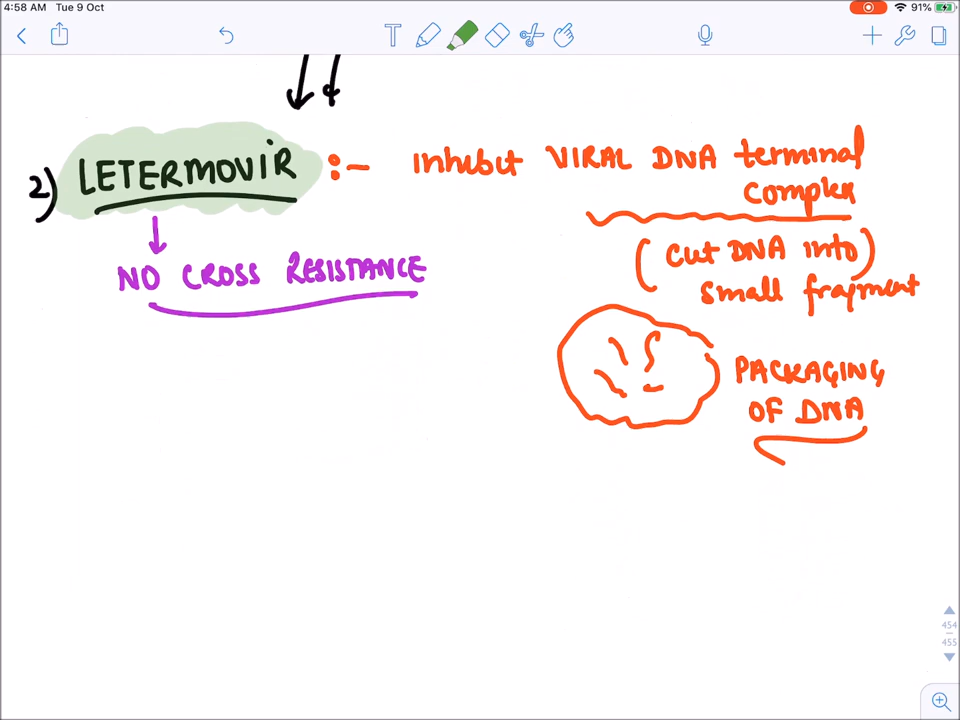 4:58 AM Tue 9 Oct
91%
T
2) LETERMOVIR :- Inhibit VIRAL DNA terminal
Complex
NO CROSS RESISTANCE
(Cut DNA into)
small fragment
PACKAGING
OF DNA
454
455